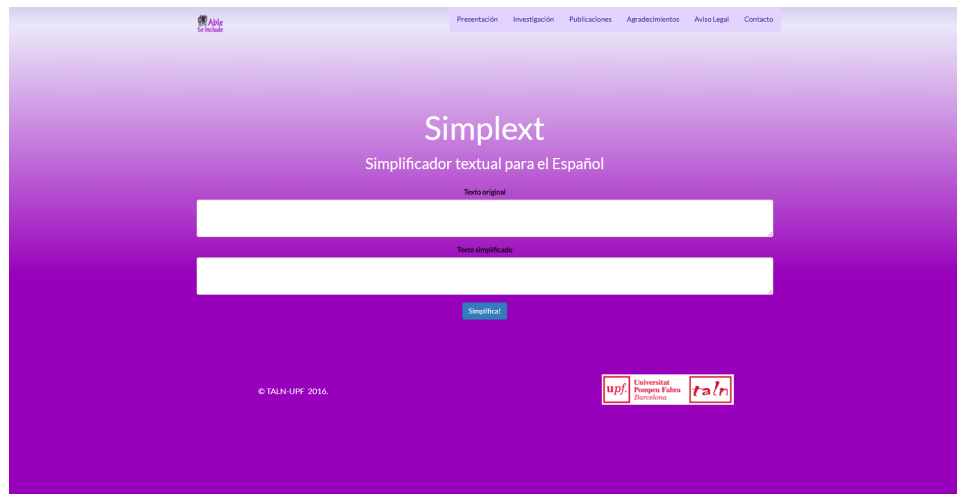 Able
to include
Presentación Investigación Publicaciones Agradecimientos Aviso Legal Contacto
Simplext
Simplificador textual para el Español
Texto original
Texto simplificado
Simplifica!
© TALN-UPF 2016.
upf. Universitat
Pompeu Fabra
Barcelona
taln